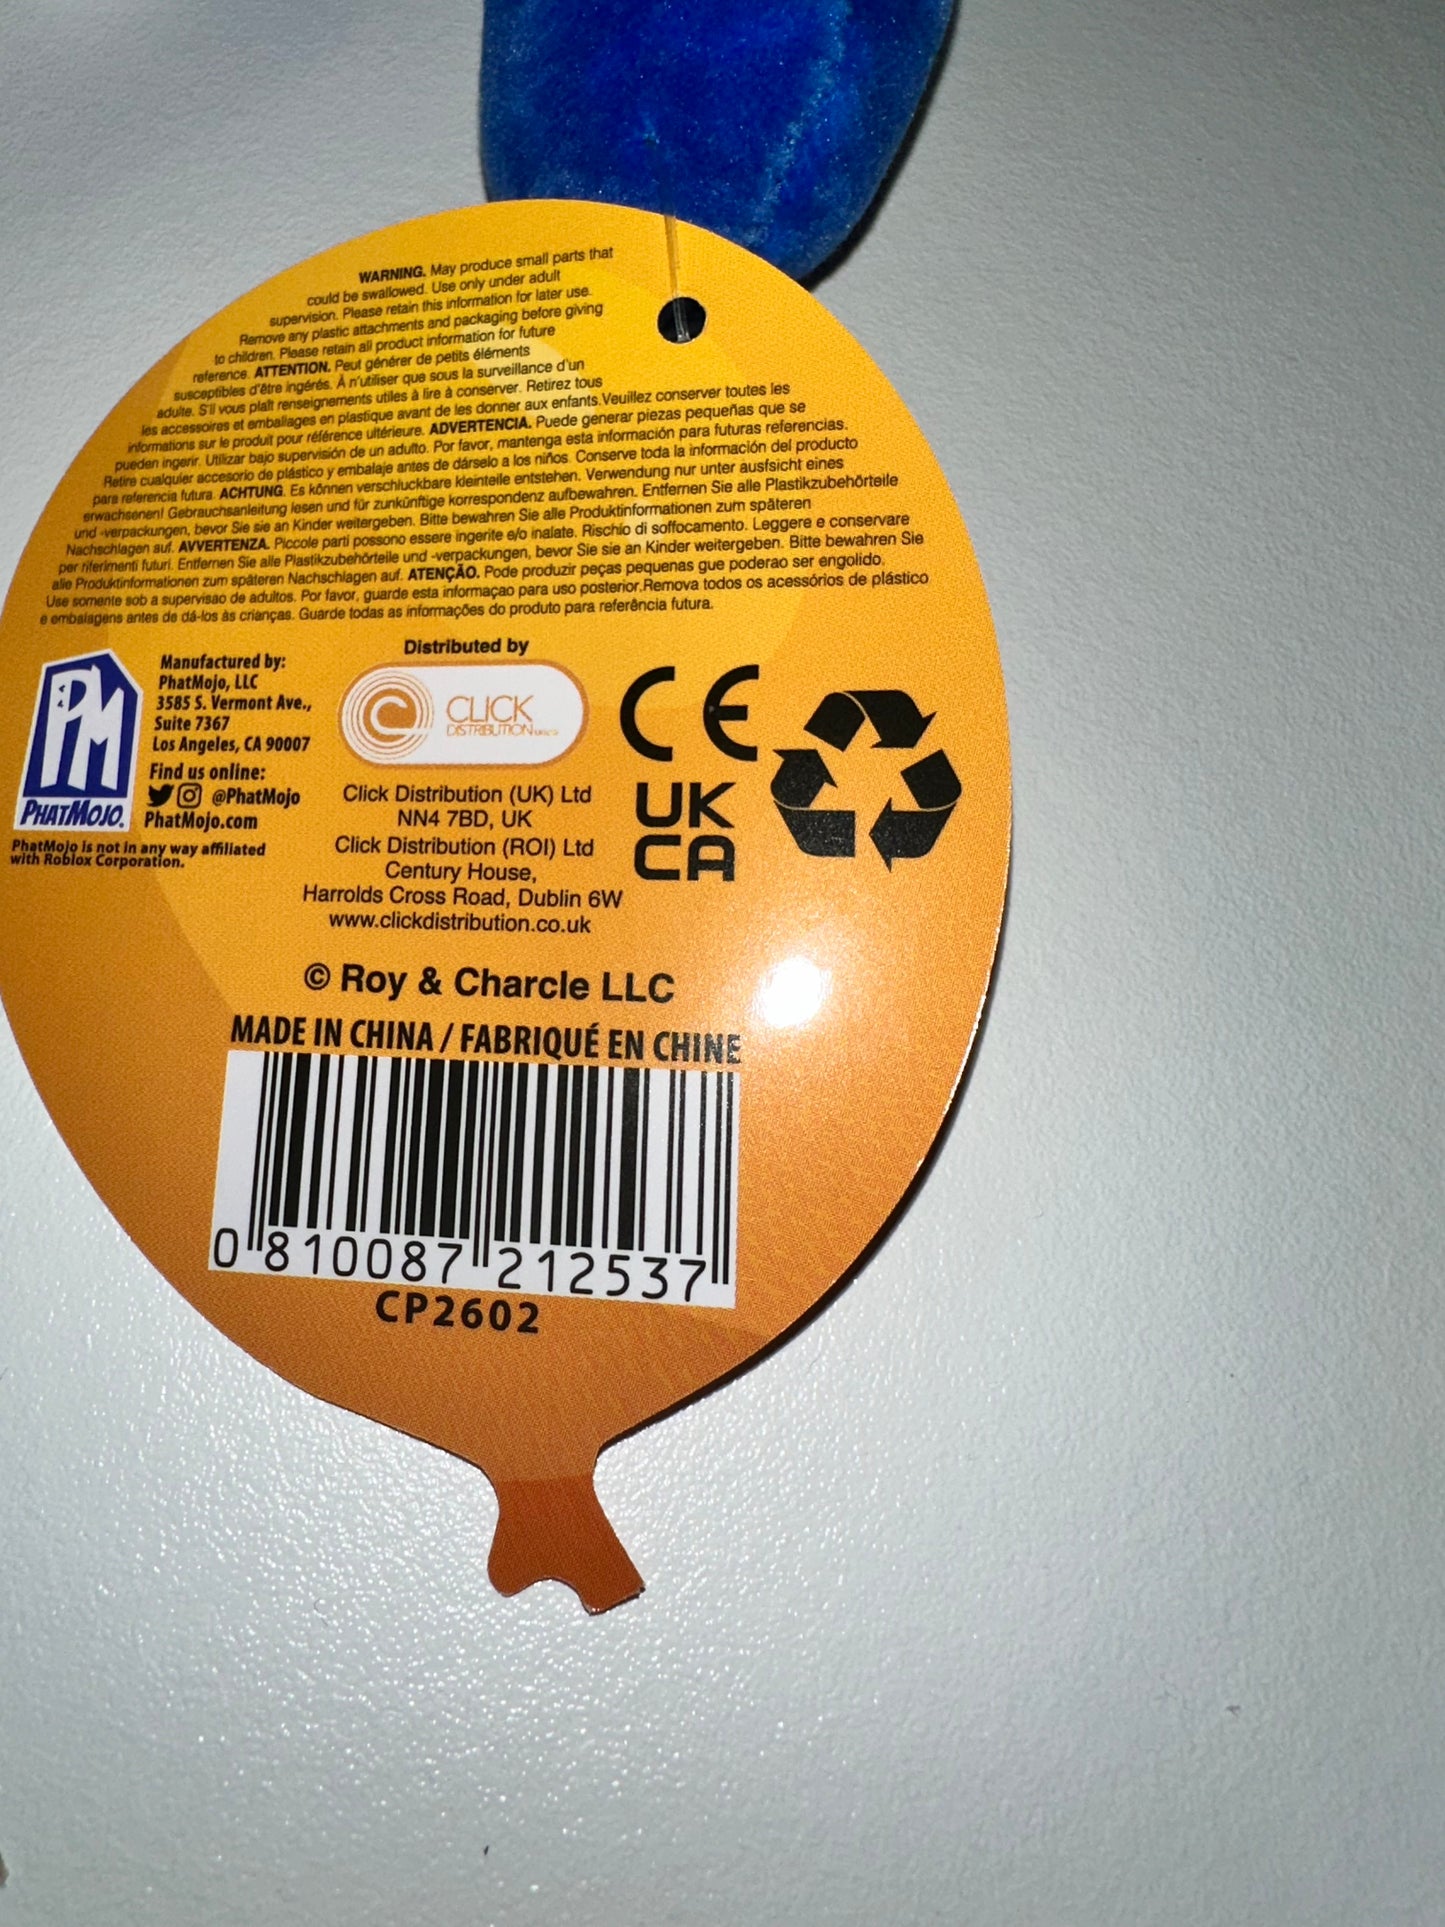 WARNING. May produce small parts that
could be swallowed. Use only under adult
supervision. Please retain this information for later use.
Remove any plastic attachments and packaging before giving
to children. Please retain all product information for future
reference. ATTENTION. Peut générer de petits éléments
susceptibles d'être ingérés. À n'utiliser que sous la surveillance d'un
adulte. S'il vous plaît renseignements utiles à lire à conserver. Retirez tous
les accessoires et emballages en plastique avant de les donner aux enfants.Veuillez conserver toutes les
informations sur le produit pour référence ultérieure. ADVERTENCIA. Puede generar piezas pequeñas que se
pueden ingerir. Utilizar bajo supervisión de un adulto. Por favor, mantenga esta información para futuras referencias.
Retire cualquier accesorio de plástico y embalaje antes de dárselo a los niños. Conserve toda la información del producto
para referencia futura. ACHTUNG. Es können verschluckbare kleinteile entstehen. Verwendung nur unter ausfsicht eines
erwachsenen! Gebrauchsanleitung lesen und für zunkünftige korrespondenz aufbewahren. Entfernen Sie alle Plastikzubehörteile
und -verpackungen, bevor Sie sie an Kinder weitergeben. Bitte bewahren Sie alle Produktinformationen zum späteren
Nachschlagen auf. AVVERTENZA. Piccole parti possono essere ingerite e/o inalate. Rischio di soffocamento. Leggere e conservare
per riferimenti futuri. Entfernen Sie alle Plastikzubehörteile und -verpackungen, bevor Sie sie an Kinder weitergeben. Bitte bewahren Sie
alle Produktinformationen zum späteren Nachschlagen auf. ATENÇÃO. Pode produzir peças pequenas gue poderao ser engolido.
Use somente sob a supervisao de adultos. Por favor, guarde esta informaçao para uso posterior.Remova todos os acessórios de plástico
e embalagens antes de dá-los às crianças. Guarde todas as informações do produto para referência futura.
PM
PHATMOJO.
Manufactured by:
PhatMojo, LLC
3585 S. Vermont Ave.,
Suite 7367
Los Angeles, CA 90007
Find us online:
@PhatMojo
PhatMojo.com
PhatMojo is not in any way affiliated
with Roblox Corporation.
Distributed by
CLICK
DISTRIBUTION
Click Distribution (UK) Ltd
NN4 7BD, UK
Click Distribution (ROI) Ltd
Century House,
Harrolds Cross Road, Dublin 6W
www.clickdistribution.co.uk
CE
UK
CA
© Roy & Charcle LLC
MADE IN CHINA / FABRIQUÉ EN CHINE
0 810087 212537
CP2602